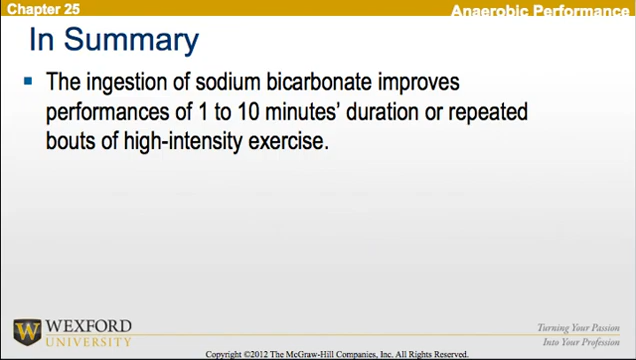 Chapter 25
Anaerobic Performance
In Summary
The ingestion of sodium bicarbonate improves
performances of 1 to 10 minutes' duration or repeated
bouts of high-intensity exercise.
W
WEXFORD
UNIVERSITY
Turning Your Passion
Into Your Profession
Copyright ©2012 The McGraw-Hill Companies, Inc. All Rights Reserved.